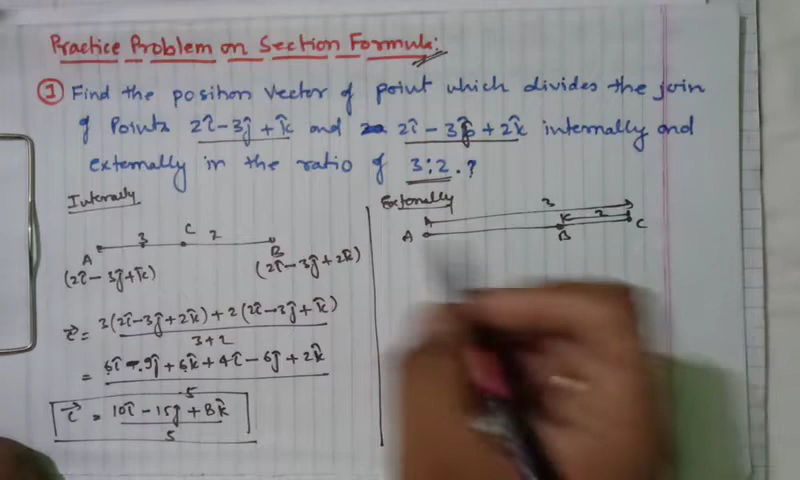 Practice Problem on Section Formula:
① Find the position vector of point which divides the join
of Points 2î-3ĵ+k̂ and 2î-3ĵ+2k̂ internally and
externally in the ratio of 3:2.?
Internally
3 C 2
A B
(2î-3ĵ+k̂) (2î-3ĵ+2k̂)
r⃗ = 3(2î-3ĵ+2k̂)+2(2î-3ĵ+k̂)
3+2
= 6î-9ĵ+6k̂+4î-6ĵ+2k̂
5
r⃗ = 10î-15ĵ+8k̂
5
Externally
3
2
A B C